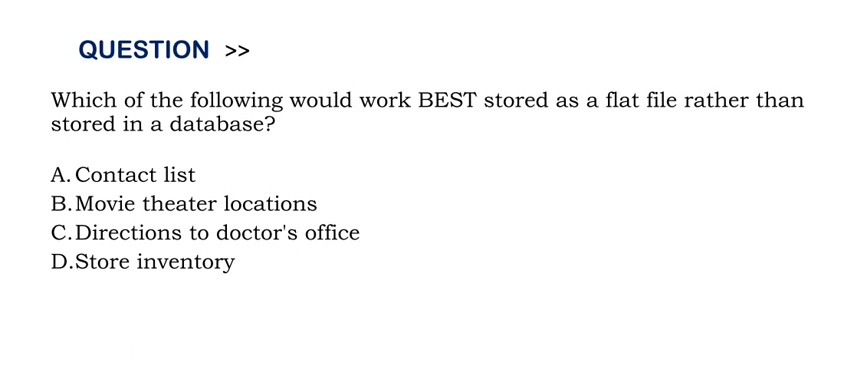 QUESTION >>
Which of the following would work BEST stored as a flat file rather than
stored in a database?
A. Contact list
B.Movie theater locations
C.Directions to doctor's office
D.Store inventory